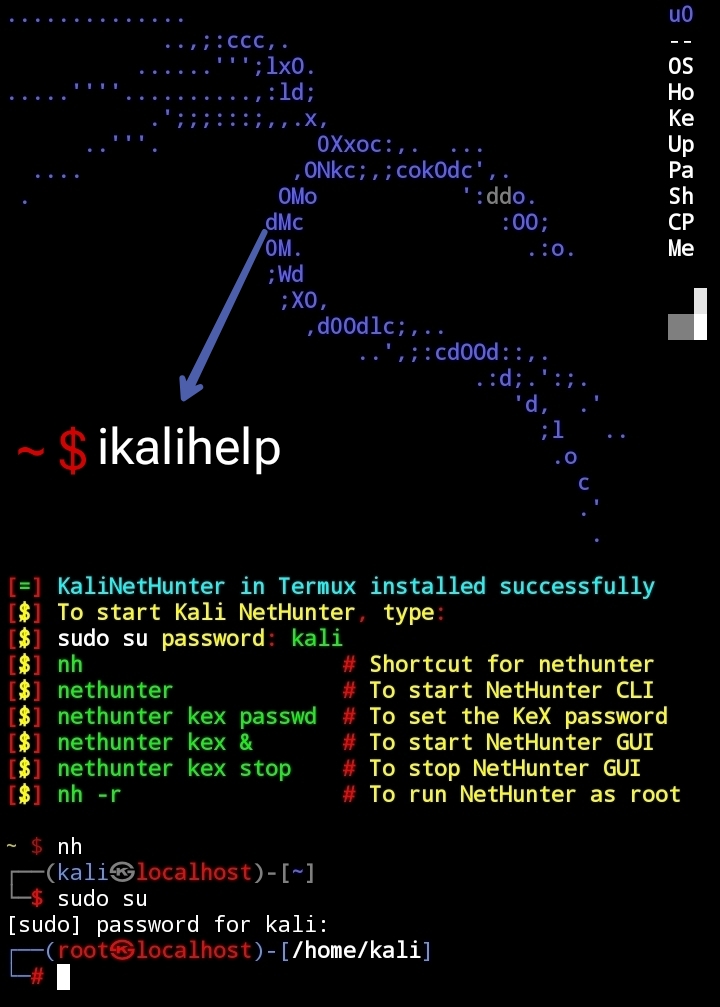 ..............                                     uO
            ..,;:ccc,.                             --
          ......''';lxO.                           OS
.....''''..........,:ld;                           Ho
           .';;;:::;,,.x,                          Ke
      ..'''.            0Xxoc:,.  ...              Up
  ....                ,ONkc;,;cokOdc',.            Pa
 .                   OMo           ':ddo.          Sh
                    dMc               :OO;         CP
                    0M.                 .:o.       Me
                    ;Wd
                     ;XO,
                       ,d0Odlc;,..
                           ..',;:cdOOd::,.
                                    .:d;.':;.
                                       'd,  .'
                                         ;l   ..
                                          .o
                                            c
                                            .'
                                             .
~ $ ikalihelp
[=] KaliNetHunter in Termux installed successfully
[$] To start Kali NetHunter, type:
[$] sudo su password: kali
[$] nh                    # Shortcut for nethunter
[$] nethunter             # To start NetHunter CLI
[$] nethunter kex passwd  # To set the KeX password
[$] nethunter kex &       # To start NetHunter GUI
[$] nethunter kex stop    # To stop NetHunter GUI
[$] nh -r                 # To run NetHunter as root
~ $ nh
┌──(kali㉿localhost)-[~]
└─$ sudo su
[sudo] password for kali:
┌──(root㉿localhost)-[/home/kali]
└─#